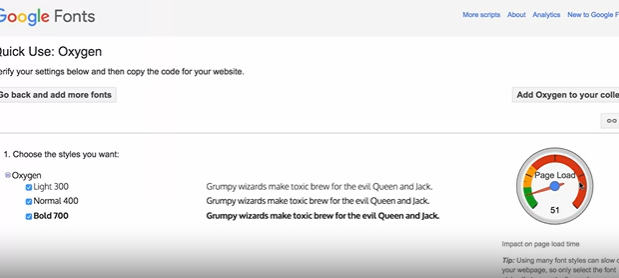 Google Fonts
More scripts About Analytics New to Google F
Quick Use: Oxygen
erify your settings below and then copy the code for your website.
Go back and add more fonts
Add Oxygen to your colle
1. Choose the styles you want:
Oxygen
Light 300 Grumpy wizards make toxic brew for the evil Queen and Jack.
Normal 400 Grumpy wizards make toxic brew for the evil Queen and Jack.
Bold 700 Grumpy wizards make toxic brew for the evil Queen and Jack.
Page Load
51
Impact on page load time
Tip: Using many font styles can slow
your webpage, so only select the font